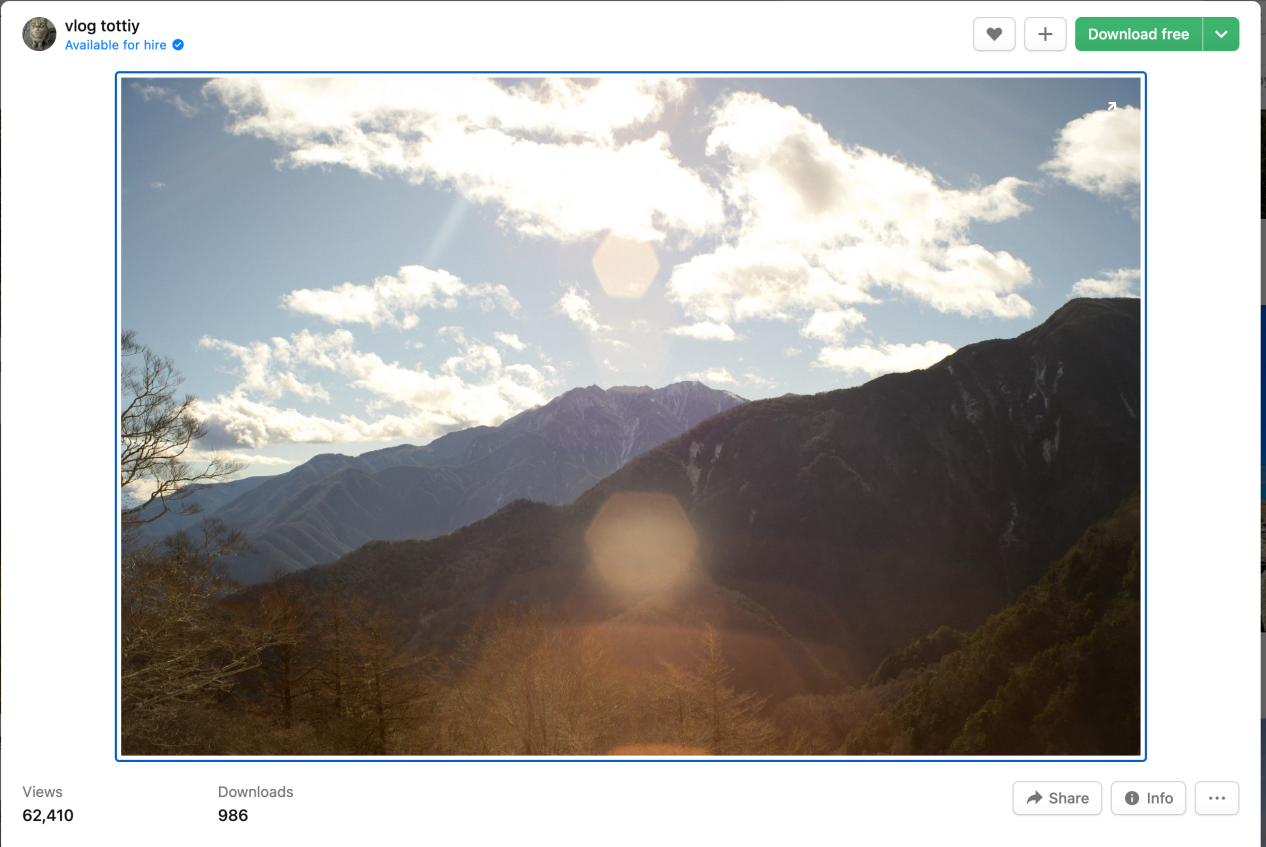 vlog tottiy
Available for hire
Download free
Views
62,410
Downloads
986
Share
Info